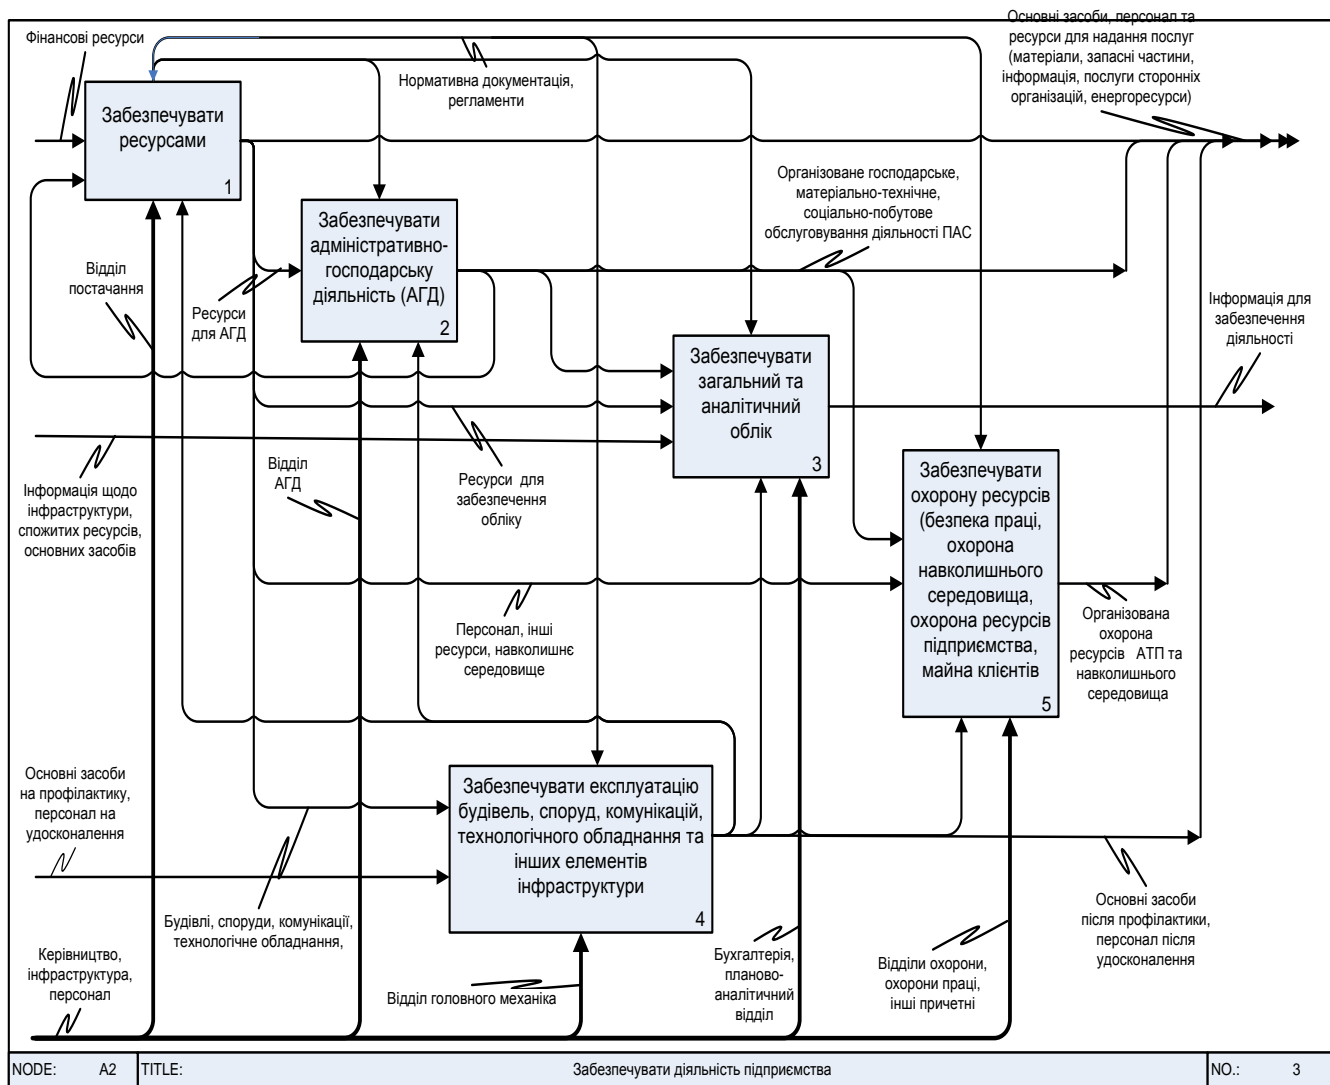 Фінансові ресурси
Нормативна документація,
регламенти
Основні засоби, персонал та
ресурси для надання послуг
(матеріали, запасні частини,
інформація, послуги сторонніх
організацій, енергоресурси)
Забезпечувати
ресурсами
1
Організоване господарське,
матеріально-технічне,
соціально-побутове
обслуговування діяльності ПАС
Забезпечувати
адміністративно-
господарську
діяльність (АГД)
2
Відділ
постачання
Ресурси
для АГД
Інформація для
забезпечення
діяльності
Забезпечувати
загальний та
аналітичний
облік
3
Відділ
АГД
Ресурси для
забезпечення
обліку
Інформація щодо
інфраструктури,
спожитих ресурсів,
основних засобів
Забезпечувати
охорону ресурсів
(безпека праці,
охорона
навколишнього
середовища,
охорона ресурсів
підприємства,
майна клієнтів
5
Персонал, інші
ресурси, навколишнє
середовище
Організована
охорона
ресурсів АТП та
навколишнього
середовища
Основні засоби
на профілактику,
персонал на
удосконалення
Забезпечувати експлуатацію
будівель, споруд, комунікацій,
технологічного обладнання та
інших елементів
інфраструктури
4
Будівлі, споруди, комунікації,
технологічне обладнання,
Основні засоби
після профілактики,
персонал після
удосконалення
Керівництво,
інфраструктура,
персонал
Відділ головного механіка
Бухгалтерія,
планово-
аналітичний
відділ
Відділи охорони,
охорони праці,
інші причетні
NODE: A2 TITLE: Забезпечувати діяльність підприємства NO.: 3